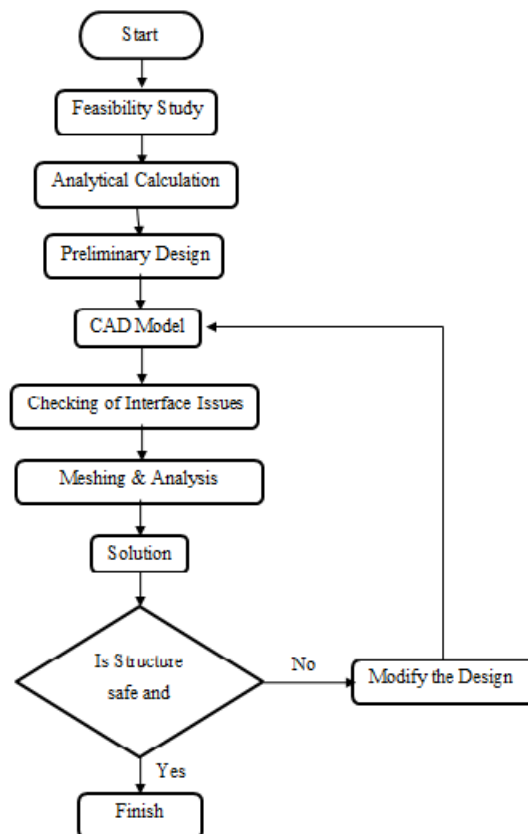 Start
Feasibility Study
Analytical Calculation
Preliminary Design
CAD Model
Checking of Interface Issues
Meshing & Analysis
Solution
Is Structure
safe and
No
Modify the Design
Yes
Finish